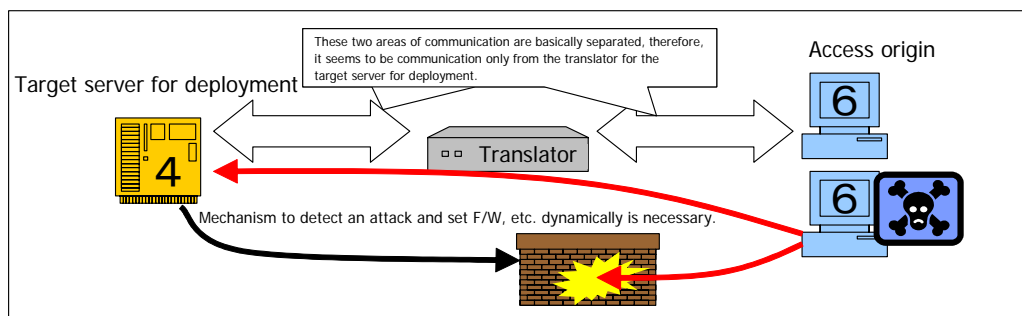 These two areas of communication are basically separated, therefore,
it seems to be communication only from the translator for the
target server for deployment.
Access origin
Target server for deployment
6
4
Translator
6
Mechanism to detect an attack and set F/W, etc. dynamically is necessary.